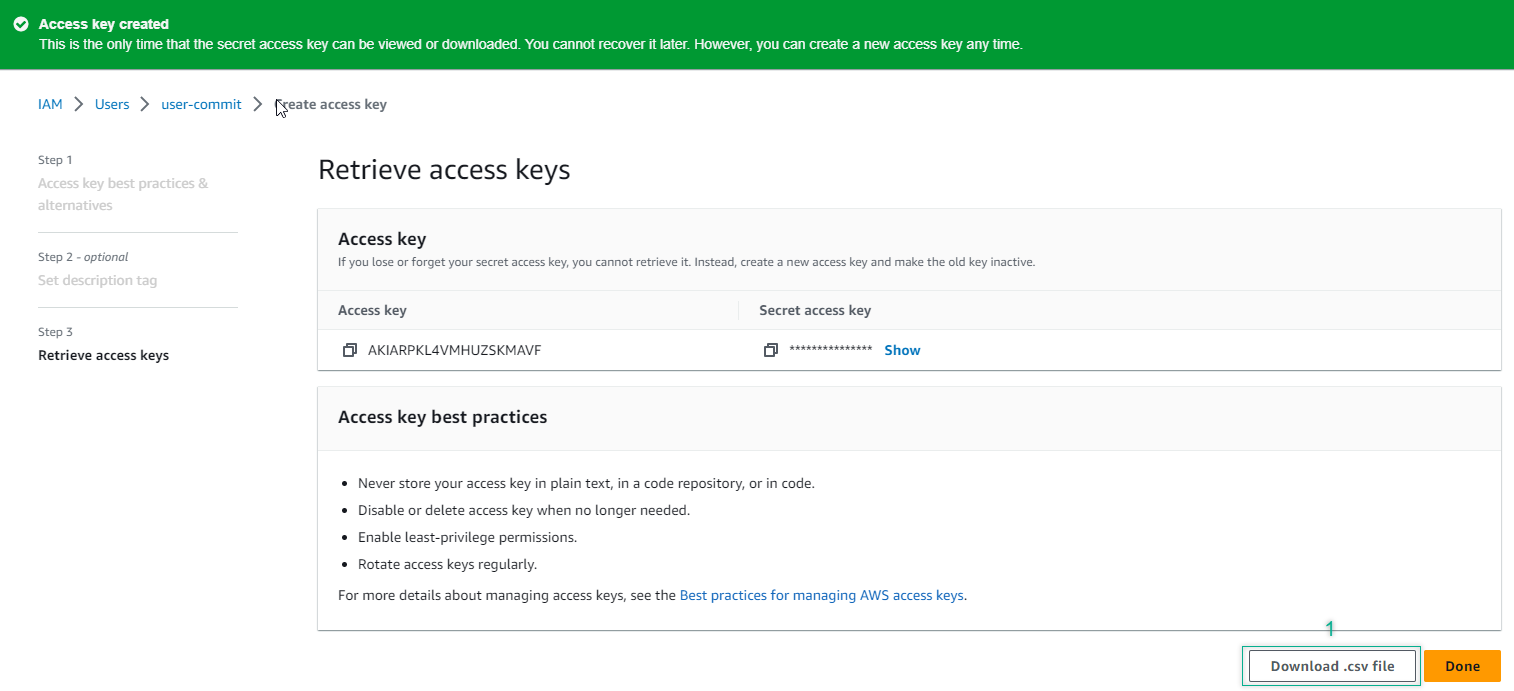 Access key created
This is the only time that the secret access key can be viewed or downloaded. You cannot recover it later. However, you can create a new access key any time.
IAM > Users > user-commit > Create access key
Step 1
Access key best practices &
alternatives
Step 2 - optional
Set description tag
Step 3
Retrieve access keys
Retrieve access keys
Access key
If you lose or forget your secret access key, you cannot retrieve it. Instead, create a new access key and make the old key inactive.
Access key Secret access key
AKIARPKL4VMHUZSKMAVF *************** Show
Access key best practices
• Never store your access key in plain text, in a code repository, or in code.
• Disable or delete access key when no longer needed.
• Enable least-privilege permissions.
• Rotate access keys regularly.
For more details about managing access keys, see the Best practices for managing AWS access keys.
1
Download .csv file Done